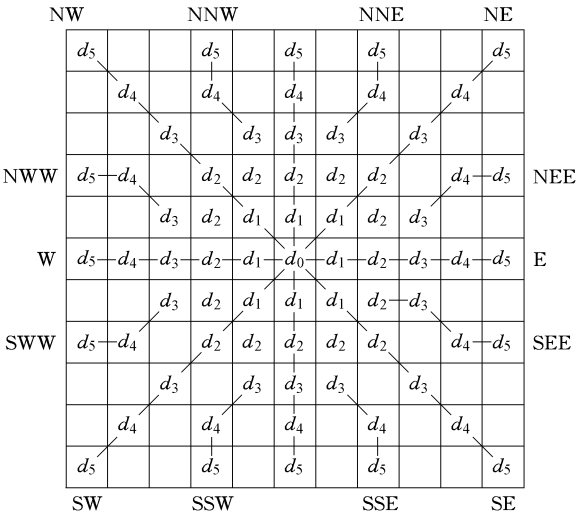 NW NNW NNE NE
d5 d5 d5 d5 d5
d4 d4 d4 d4 d4
d3 d3 d3 d3 d3
NWW d5 d4 d2 d2 d2 d2 d2 d4 d5 NEE
d3 d2 d1 d1 d1 d2 d3
W d5 d4 d3 d2 d1 d0 d1 d2 d3 d4 d5 E
d3 d2 d1 d1 d1 d2 d3
SWW d5 d4 d2 d2 d2 d2 d2 d4 d5 SEE
d3 d3 d3 d3 d3
d4 d4 d4 d4 d4
d5 d5 d5 d5 d5
SW SSW SSE SE